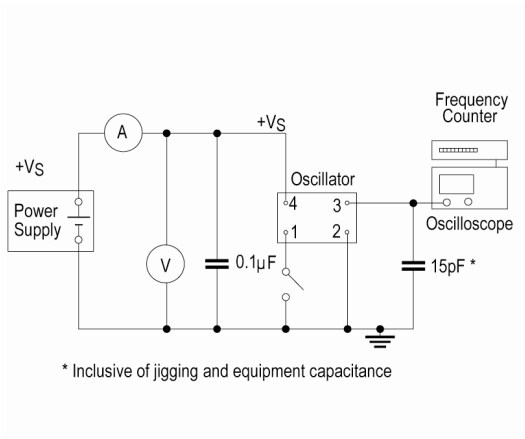 Frequency
Counter
A
+VS
+VS
Oscillator
Power
Supply
4
3
1
2
Oscilloscope
V
0.1µF
15pF *
* Inclusive of jigging and equipment capacitance